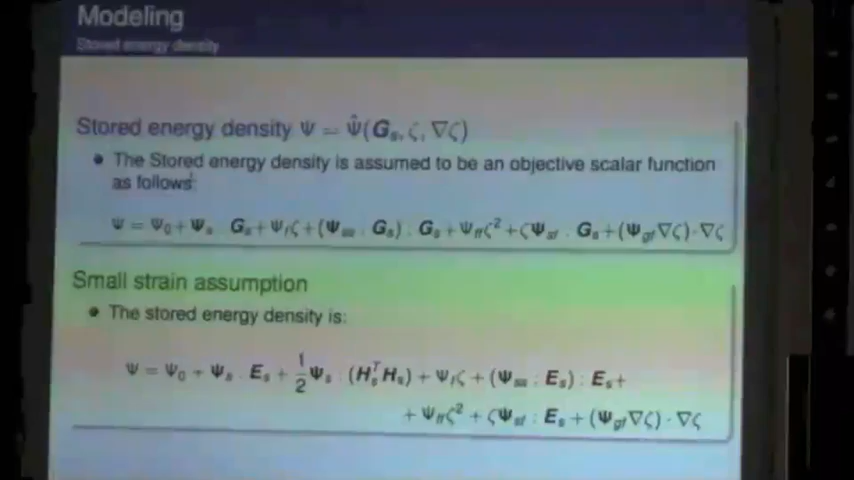 Modeling
Stored energy density
Stored energy density Ψ = Ψ̂(G_s, ζ, ∇ζ)
• The Stored energy density is assumed to be an objective scalar function
as follows:
Ψ = Ψ_0 + Ψ_s : G_s + Ψ_f ζ + (Ψ_ss : G_s) : G_s + Ψ_ff ζ² + ζΨ_sf : G_s + (Ψ_gf ∇ζ) · ∇ζ
Small strain assumption
• The stored energy density is:
Ψ = Ψ_0 + Ψ_s : E_s + 1/2 Ψ_s : (H_s^T H_s) + Ψ_f ζ + (Ψ_ss : E_s) : E_s +
+ Ψ_ff ζ² + ζΨ_sf : E_s + (Ψ_gf ∇ζ) · ∇ζ